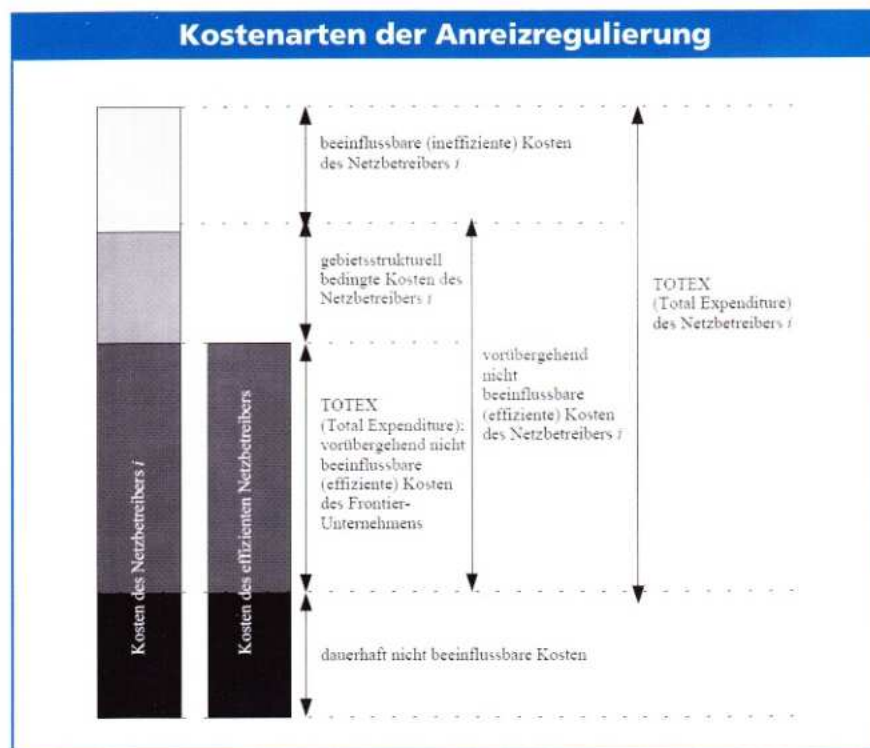 Kostenarten der Anreizregulierung
beeinflussbare (ineffiziente) Kosten
des Netzbetreibers i
gebietsstrukturell
bedingte Kosten des
Netzbetreibers i
TOTEX
(Total Expenditure)
des Netzbetreibers i
vorübergehend
nicht
beeinflussbare
(effiziente) Kosten
des Netzbetreibers i
TOTEX
(Total Expenditure):
vorübergehend nicht
beeinflussbare
(effiziente) Kosten
des Frontier-
Unternehmens
Kosten des Netzbetreibers i
Kosten des effizienten Netzbetreibers
dauerhaft nicht beeinflussbare Kosten